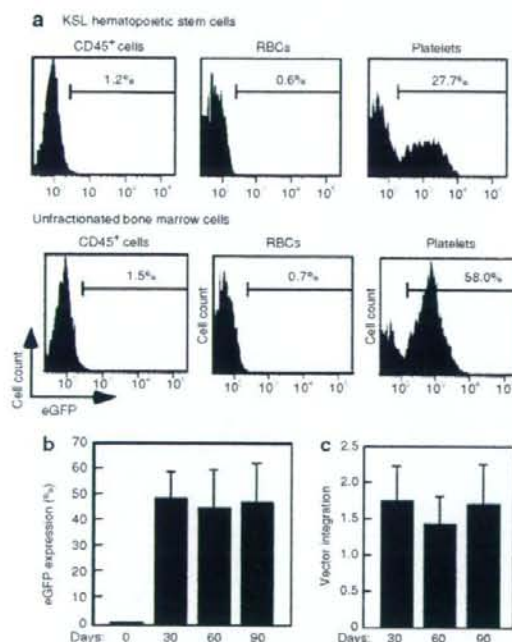 a KSL hematopoietic stem cells
CD45⁺ cells RBCs Platelets
1.2% 0.6% 27.7%
Unfractionated bone marrow cells
CD45⁺ cells RBCs Platelets
1.5% 0.7% 58.0%
Cell count
Cell count
Cell count
eGFP
b
eGFP expression (%)
70
60
50
40
30
20
10
0
Days: 0 30 60 90
c
Vector integration
2.5
2.0
1.5
1.0
0.5
0
Days: 30 60 90